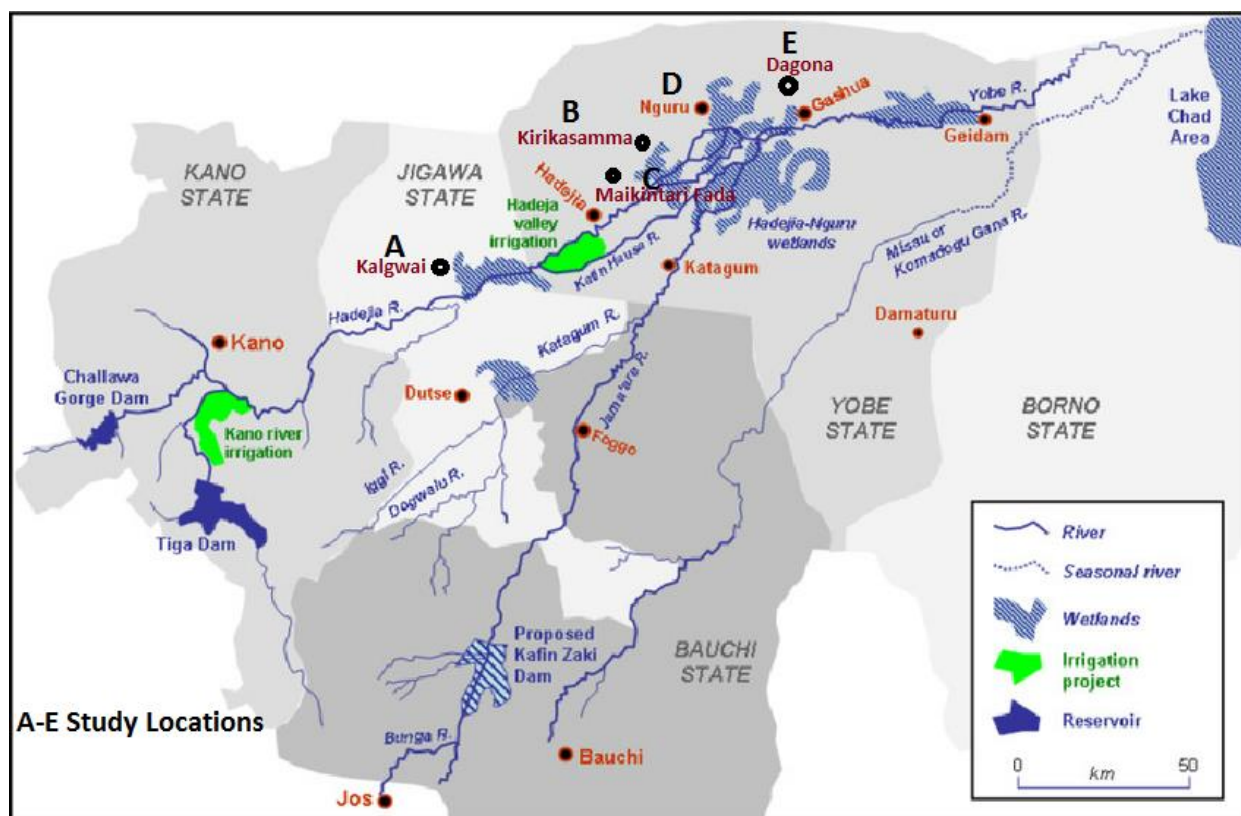 E
Dagona
D
Nguru
Gashua
Yobe R.
Lake
Chad
Area
B
Kirikasamma
Geidam
KANO
STATE
JIGAWA
STATE
C
Maikintari Fada
Hadejia
Hadeja
valley
irrigation
Hadejia-Nguru
wetlands
Misau or
Komadogu Gana R.
A
Kalgwai
Kafin Hausa R.
Katagum
Hadejia R.
Damaturu
Kano
Katagum R.
Challawa
Gorge Dam
Dutse
Jama'are R.
YOBE
STATE
BORNO
STATE
Kano river
irrigation
Foggo
Iggi R.
Dogwalu R.
Tiga Dam
River
Seasonal river
Wetlands
Irrigation
project
Reservoir
0 50
km
Proposed
Kafin Zaki
Dam
BAUCHI
STATE
A-E Study Locations
Bunga R.
Bauchi
Jos